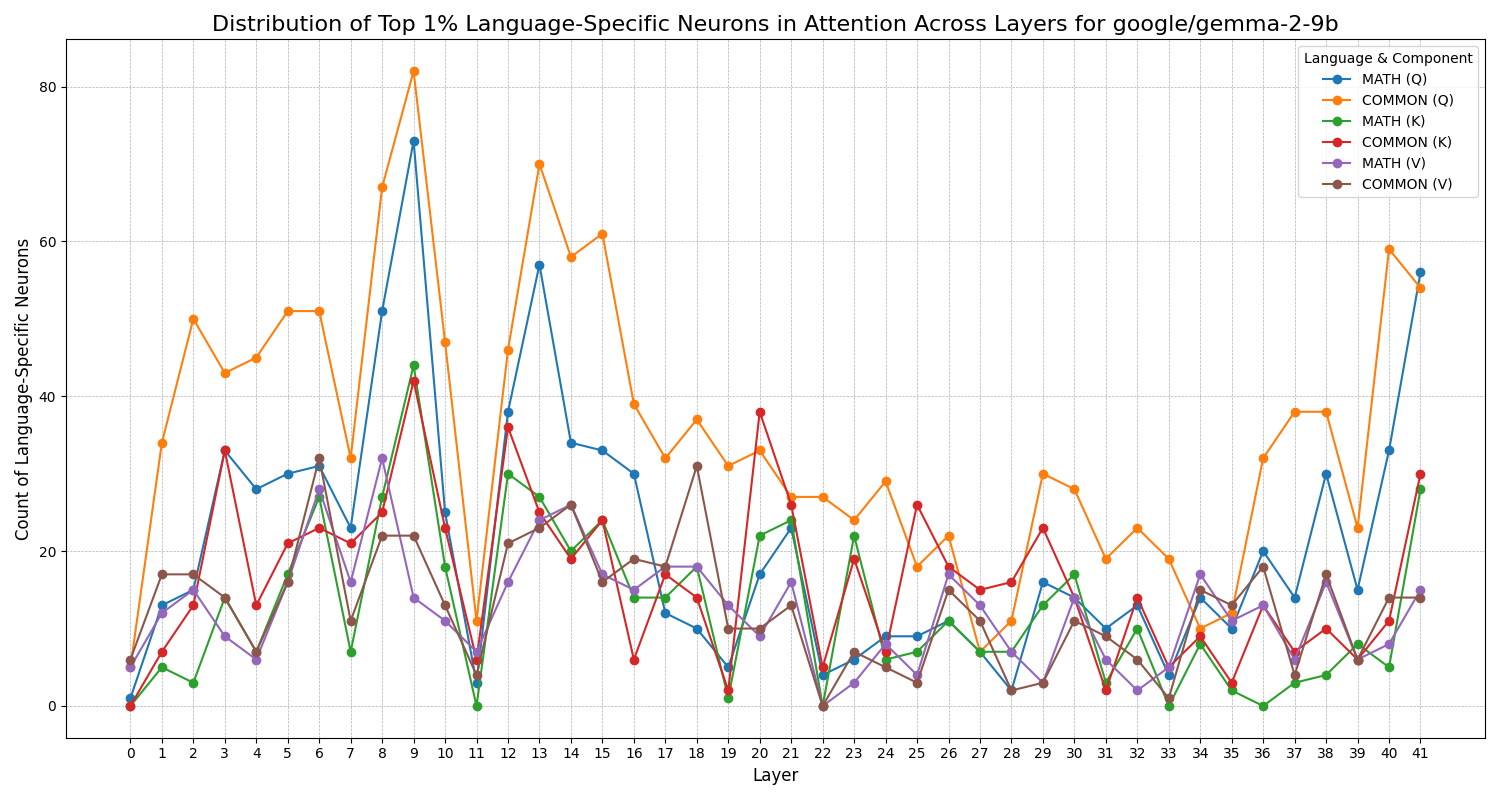 Distribution of Top 1% Language-Specific Neurons in Attention Across Layers for google/gemma-2-9b
Language & Component
MATH (Q)
COMMON (Q)
MATH (K)
COMMON (K)
MATH (V)
COMMON (V)
Count of Language-Specific Neurons
80
60
40
20
0
0 1 2 3 4 5 6 7 8 9 10 11 12 13 14 15 16 17 18 19 20 21 22 23 24 25 26 27 28 29 30 31 32 33 34 35 36 37 38 39 40 41
Layer